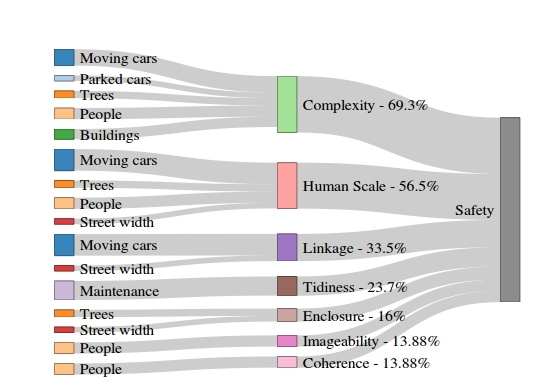 Moving cars
Parked cars
Trees
People
Buildings
Moving cars
Trees
People
Street width
Moving cars
Street width
Maintenance
Trees
Street width
People
People
Complexity - 69.3%
Human Scale - 56.5%
Linkage - 33.5%
Tidiness - 23.7%
Enclosure - 16%
Imageability - 13.88%
Coherence - 13.88%
Safety